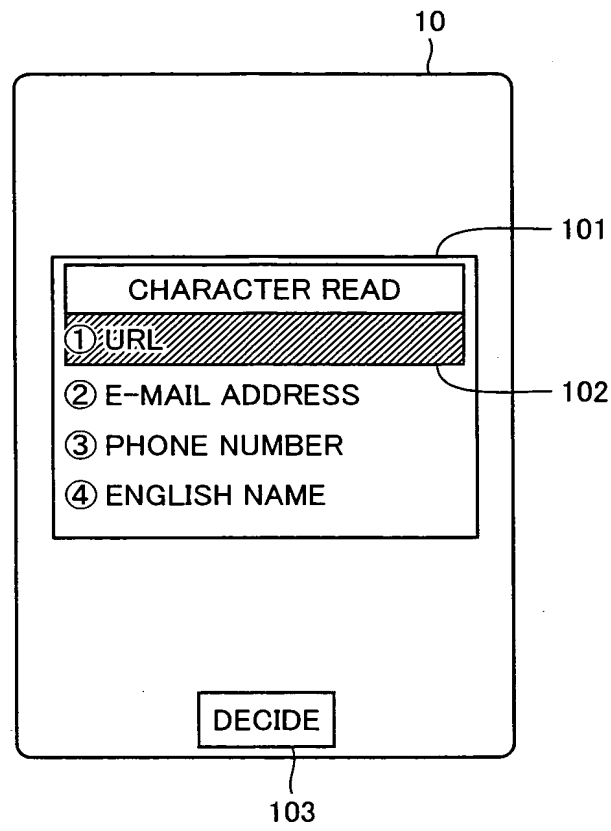 10
101
CHARACTER READ
① URL
102
② E-MAIL ADDRESS
③ PHONE NUMBER
④ ENGLISH NAME
DECIDE
103